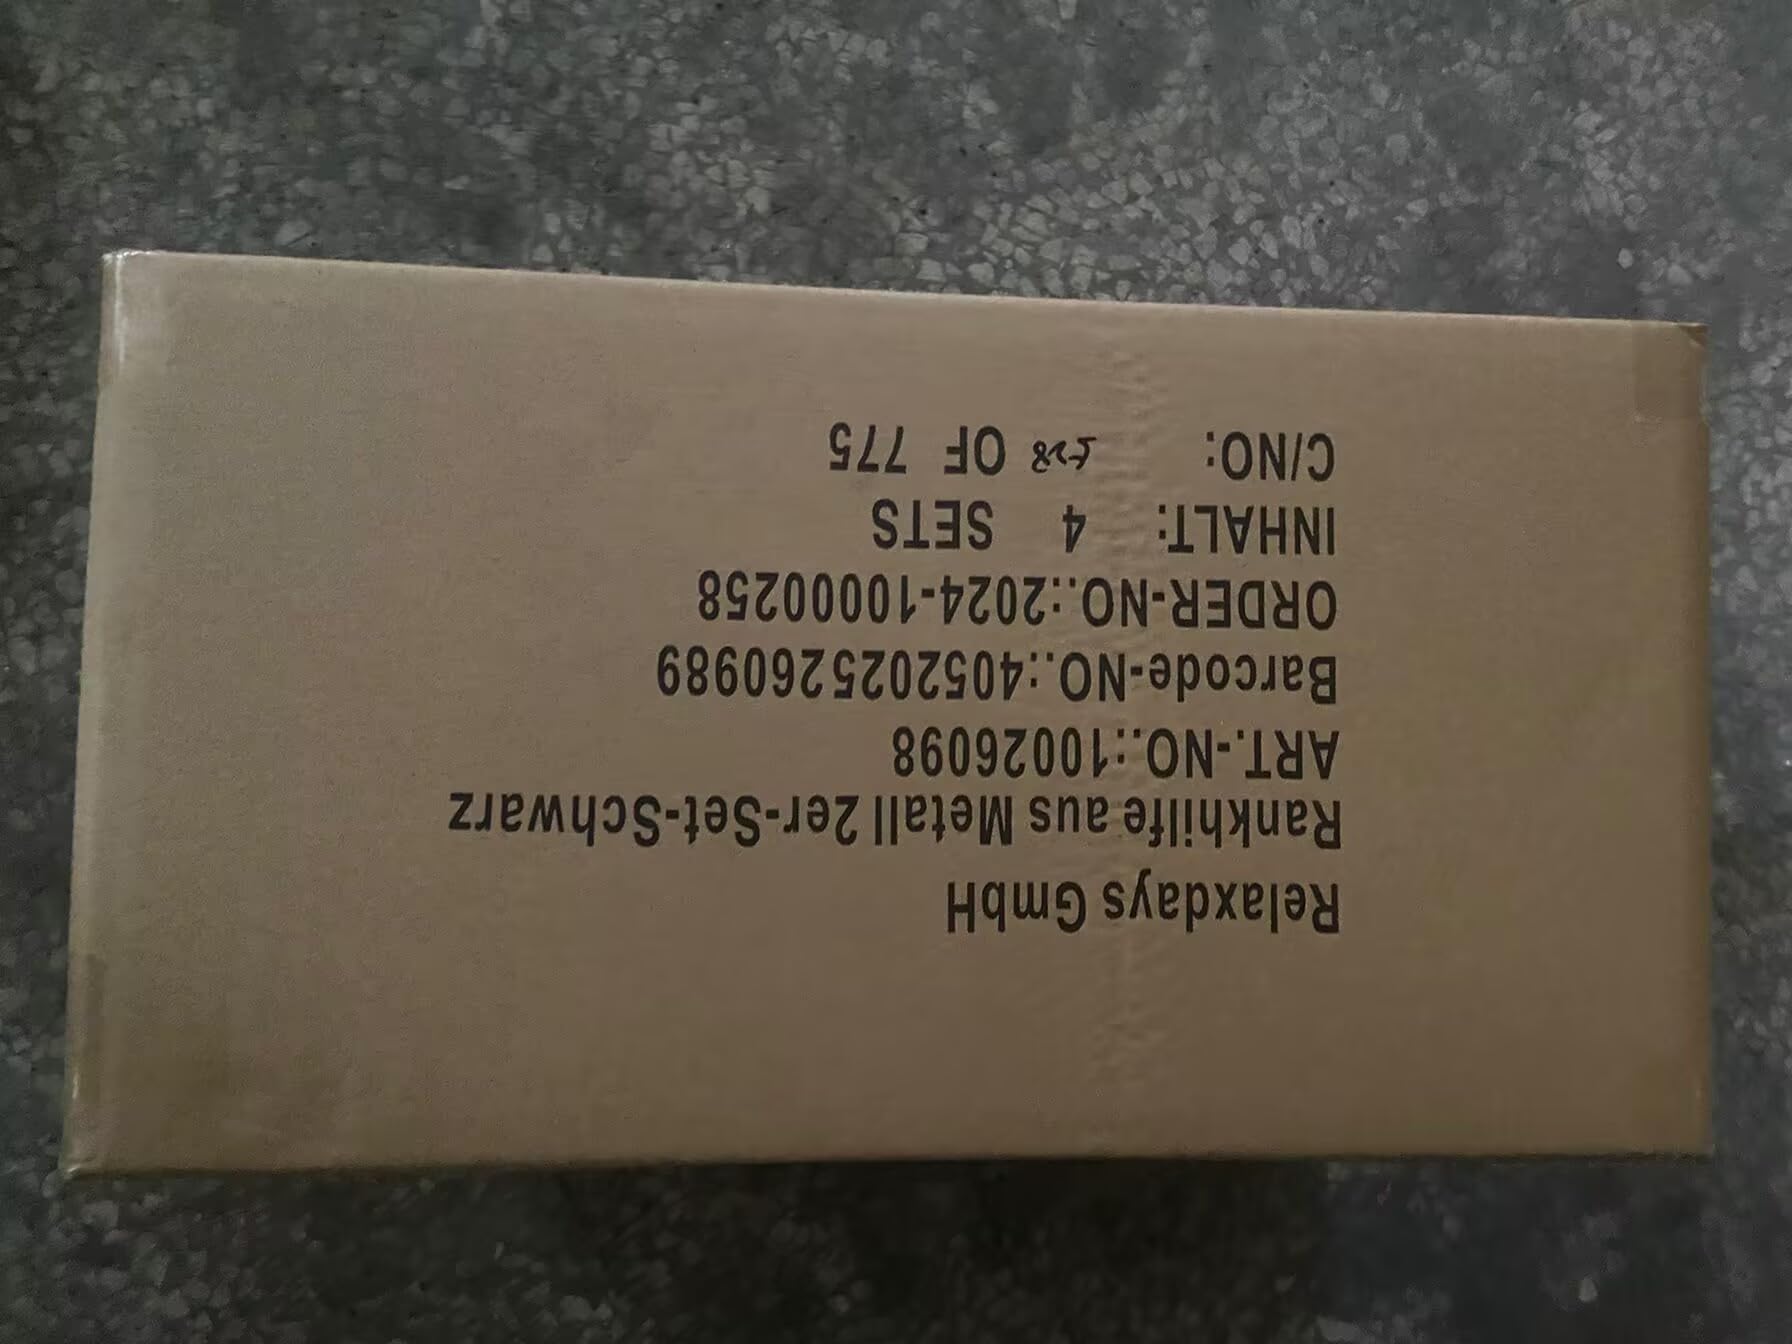 Relaxdays GmbH
Rankhilfe aus Metall 2er-Set-Schwarz
ART.-NO.:10026098
Barcode-NO.:4052025260989
ORDER-NO.:2024-10000258
INHALT: 4 SETS
C/NO: 528 OF 775